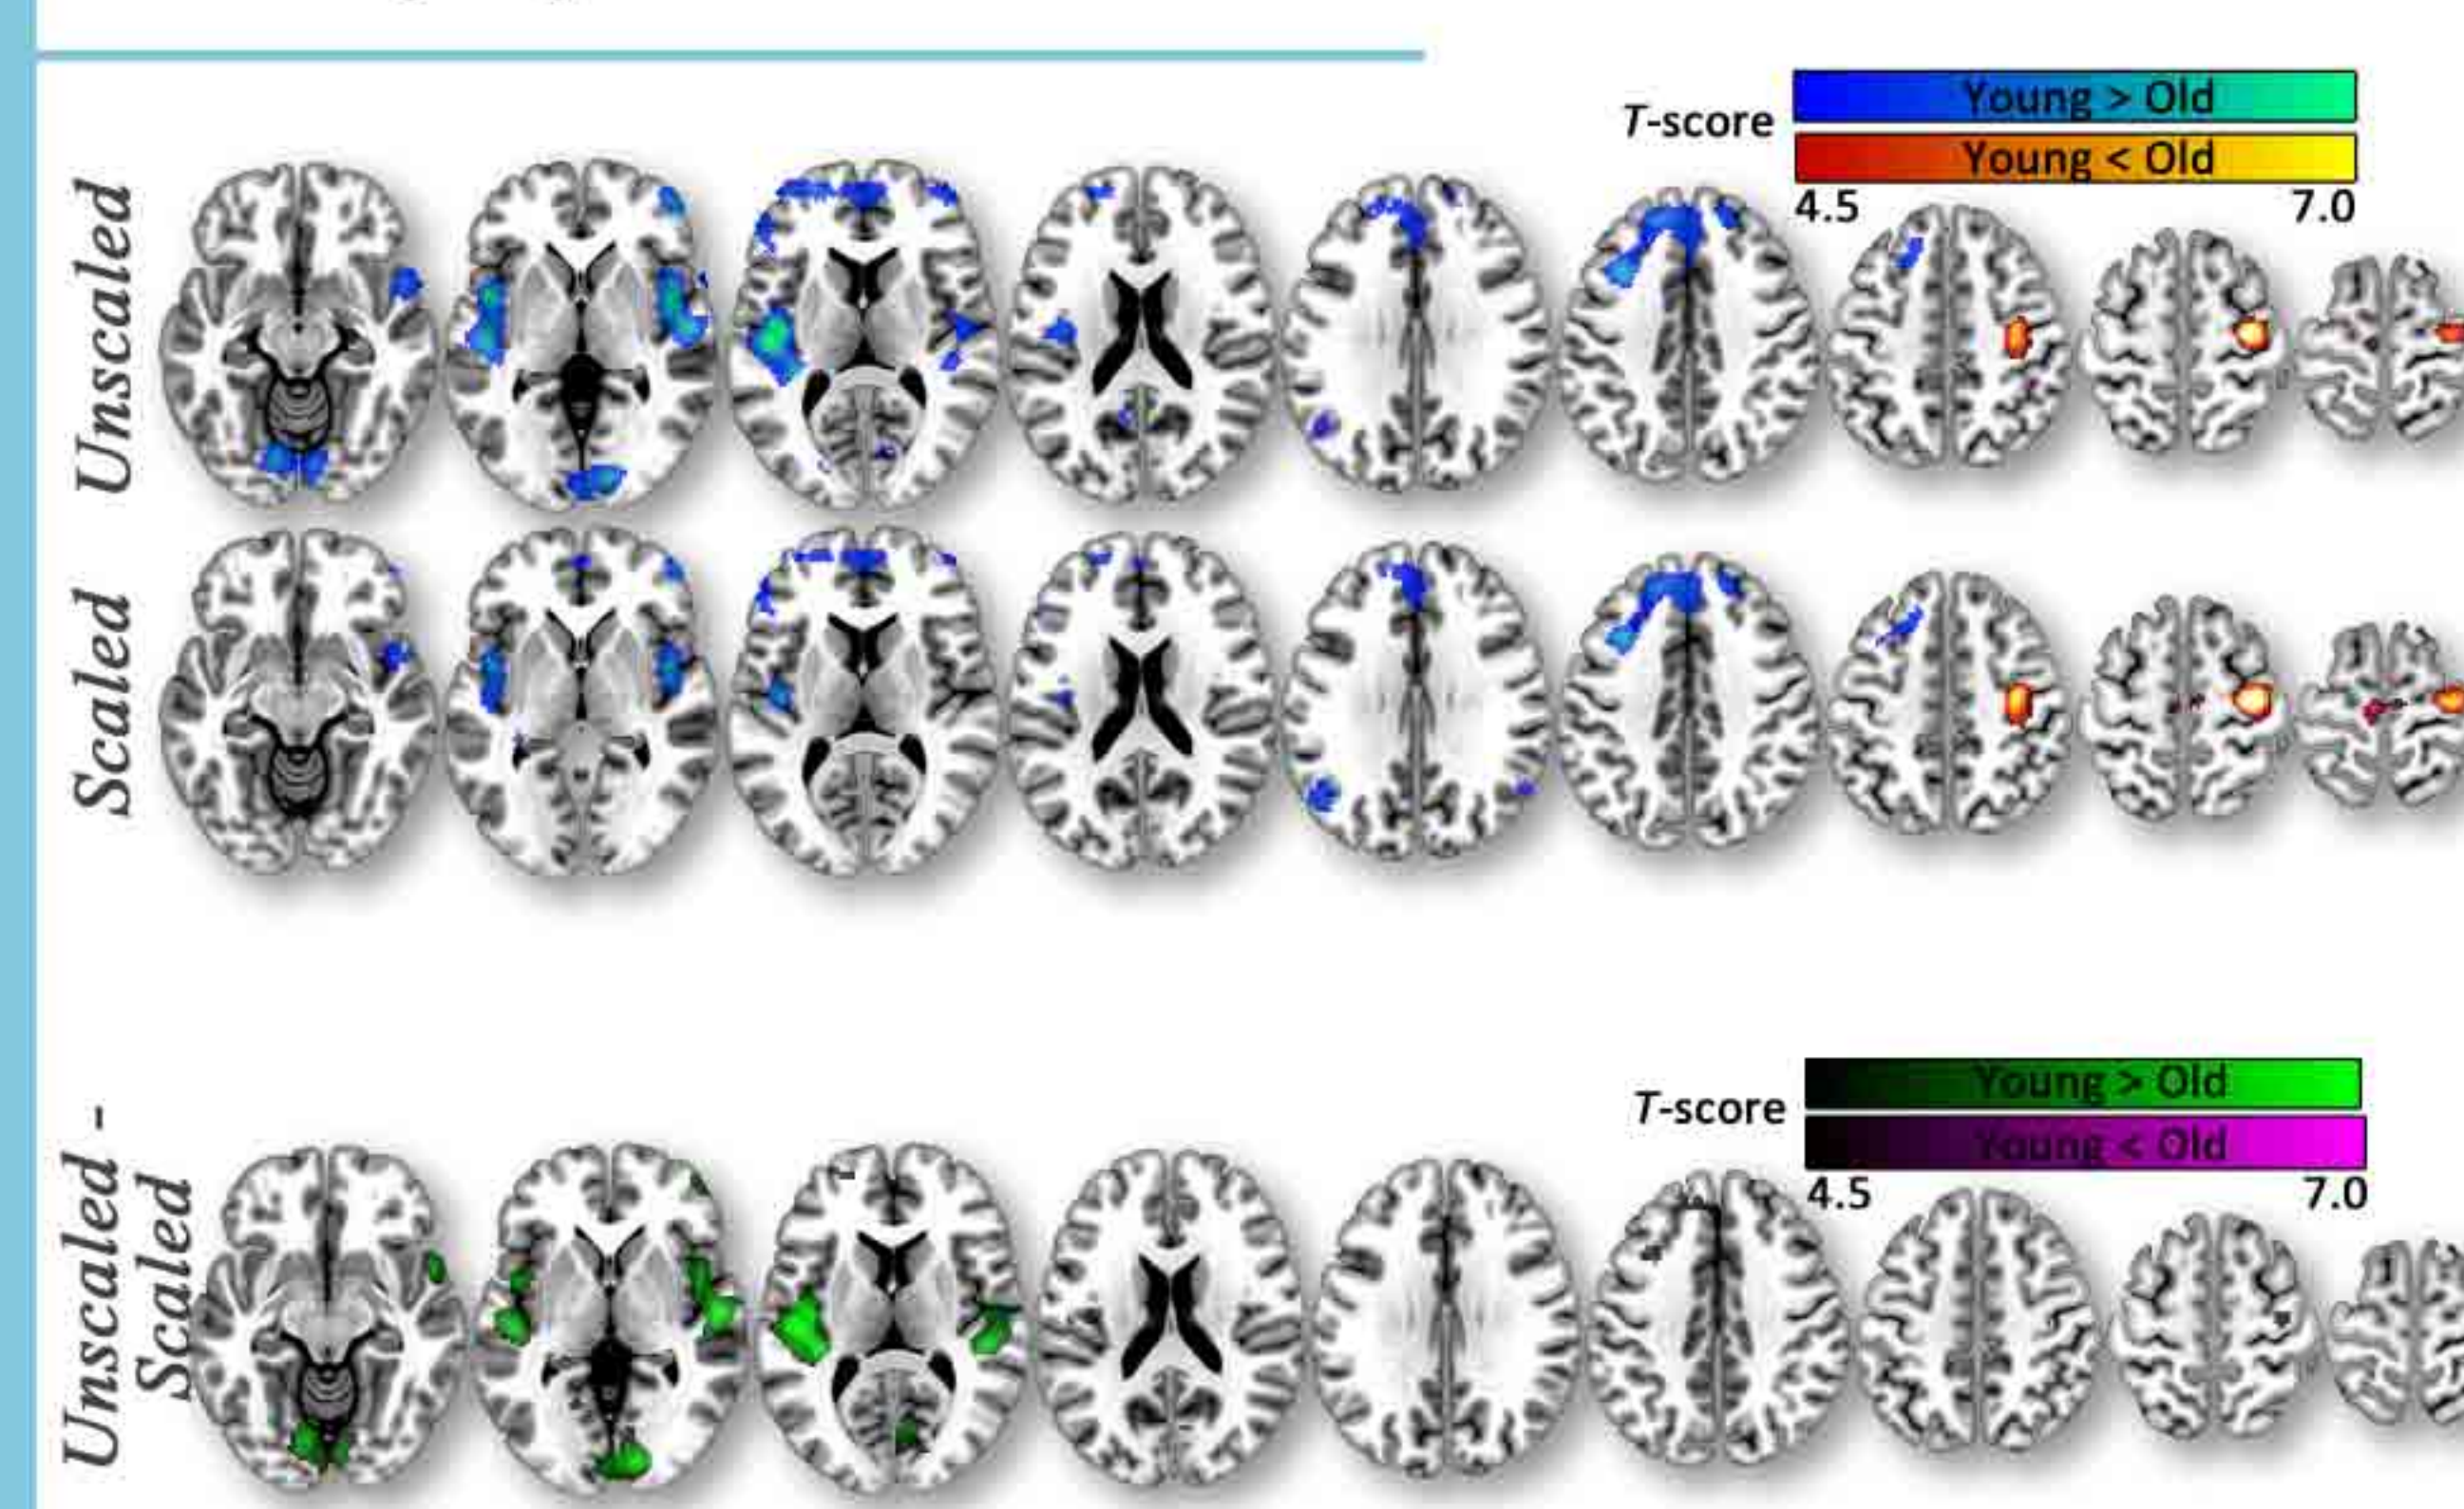 Young > Old
T-score
Young < Old
4.5 7.0
Unscaled
Scaled
Young > Old
T-score
Young < Old
4.5 7.0
Unscaled -
Scaled